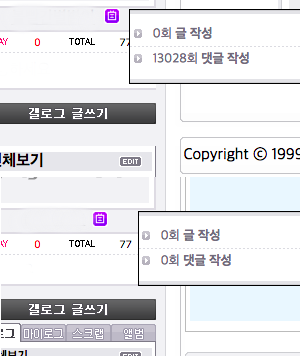 0회 글 작성
AY 0 TOTAL 77
13028회 댓글 작성
갤로그 글쓰기
전체보기 EDIT
Copyright ⓒ 1999
AY 0 TOTAL 77
0회 글 작성
0회 댓글 작성
갤로그 글쓰기
로그 마이로그 스크랩 앨범
체보기 EDIT